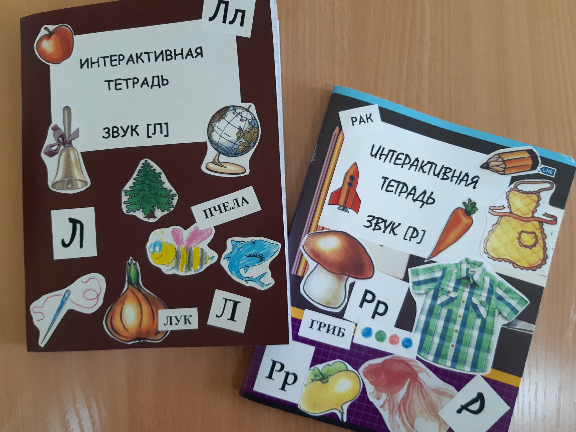 Лл
ИНТЕРАКТИВНАЯ
ТЕТРАДЬ
ЗВУК [Л]
Л
ПЧЕЛА
ЛУК
Л
РАК
ИНТЕРАКТИВНАЯ
ТЕТРАДЬ
ЗВУК [Р]
Рр
ГРИБ
Рр
Р